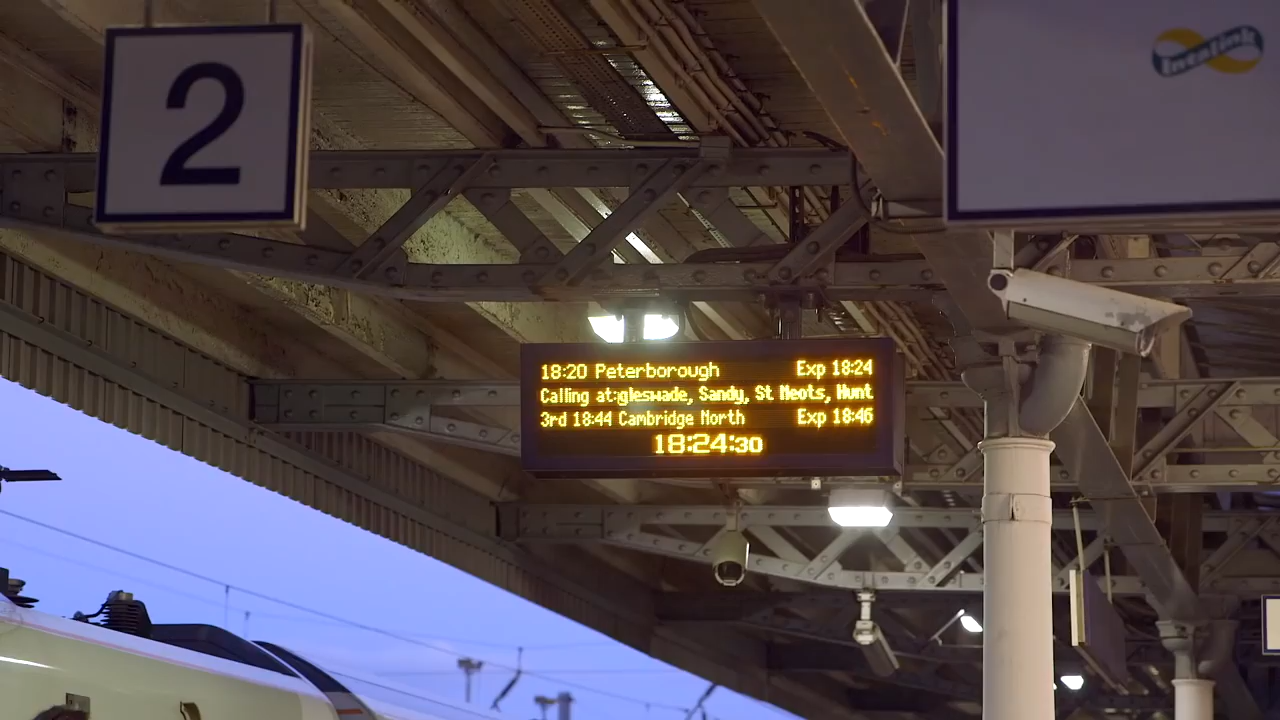 2
18:20 Peterborough Exp 18:24
Calling at:gleswade, Sandy, St Neots, Hunt
3rd 18:44 Cambridge North Exp 18:46
18:24:30